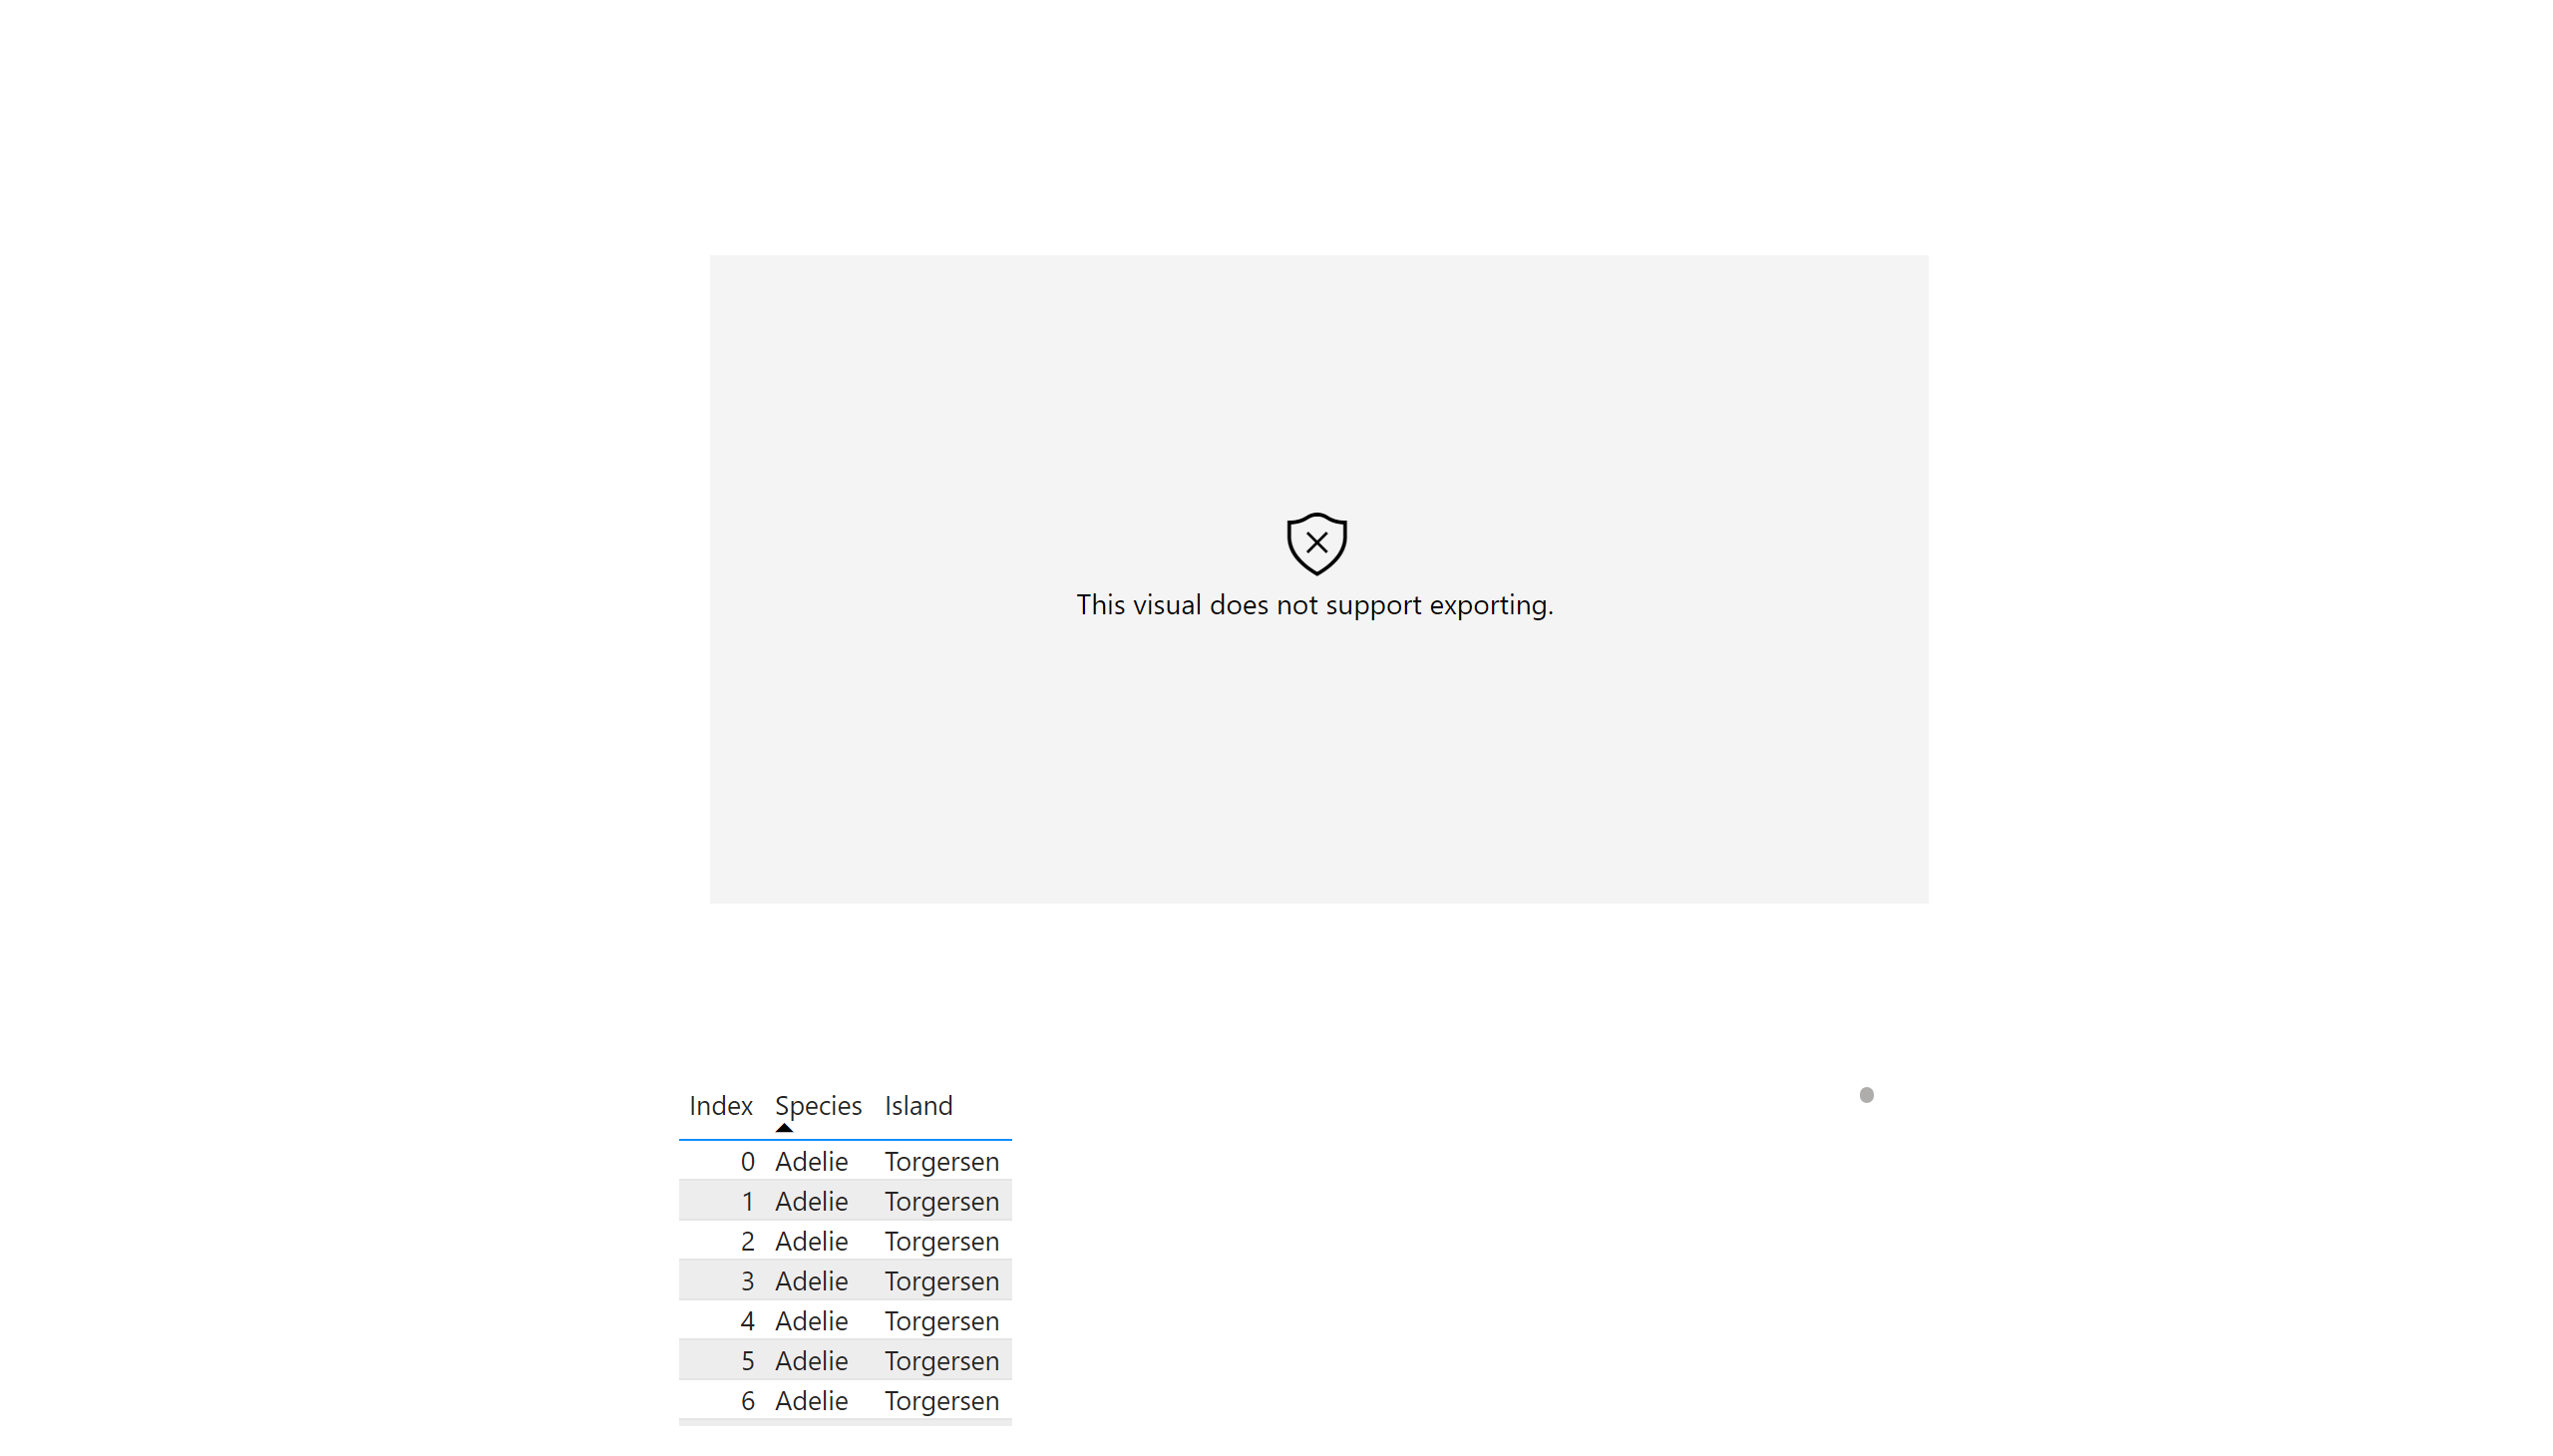 This visual does not support exporting.
Index Species Island
0 Adelie Torgersen
1 Adelie Torgersen
2 Adelie Torgersen
3 Adelie Torgersen
4 Adelie Torgersen
5 Adelie Torgersen
6 Adelie Torgersen